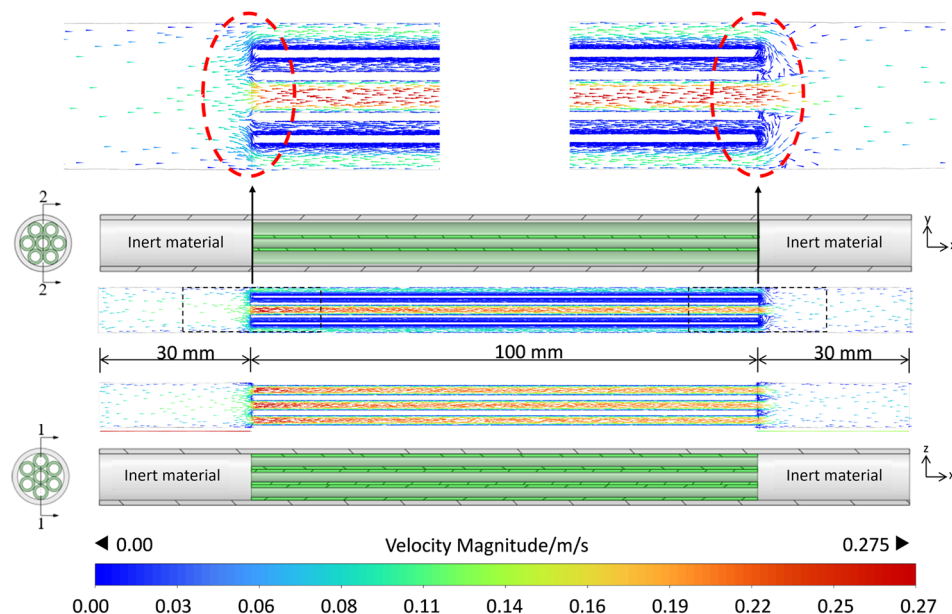 2
2
Inert material
Inert material
y
x
30 mm
100 mm
30 mm
1
1
Inert material
Inert material
z
x
0.00
Velocity Magnitude/m/s
0.275
0.00 0.03 0.06 0.08 0.11 0.14 0.16 0.19 0.22 0.25 0.27